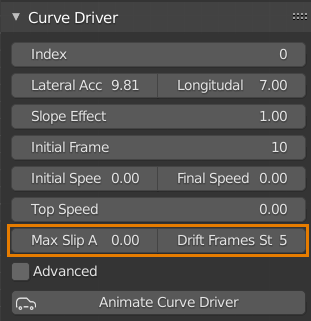 Curve Driver
Index 0
Lateral Acc 9.81 Longitudal 7.00
Slope Effect 1.00
Initial Frame 10
Initial Spee 0.00 Final Speed 0.00
Top Speed 0.00
Max Slip A 0.00 Drift Frames St 5
Advanced
Animate Curve Driver